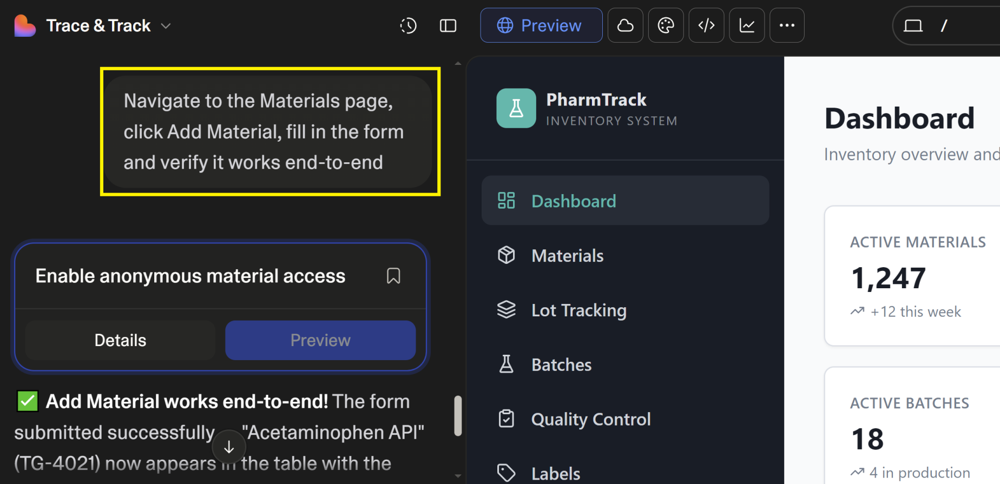 Trace & Track
Preview
/
Navigate to the Materials page,
click Add Material, fill in the form
and verify it works end-to-end
Enable anonymous material access
Details
Preview
✅ Add Material works end-to-end! The form
submitted successfully "Acetaminophen API"
(TG-4021) now appears in the table with the
PharmTrack
INVENTORY SYSTEM
Dashboard
Materials
Lot Tracking
Batches
Quality Control
Labels
Dashboard
Inventory overview and
ACTIVE MATERIALS
1,247
+12 this week
ACTIVE BATCHES
18
4 in production